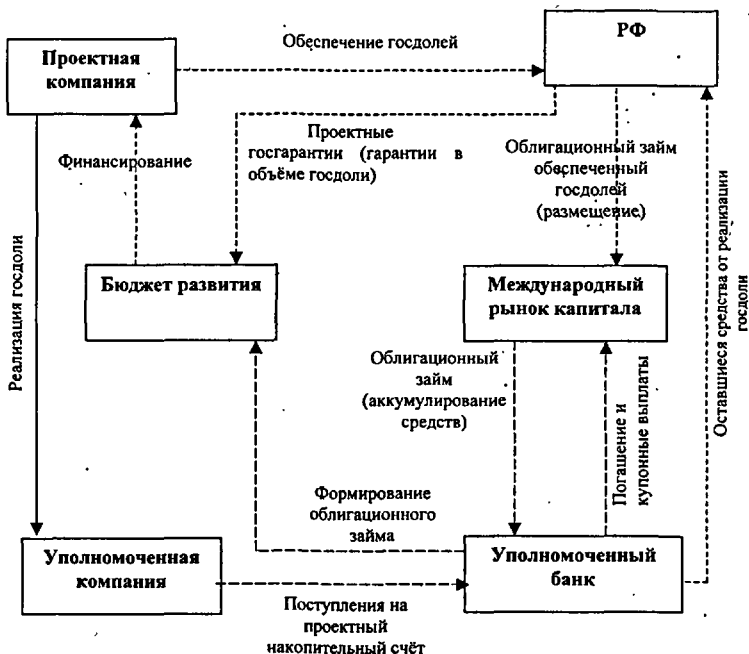 Обеспечение госдолей
РФ
Проектная
компания
Проектные
госгарантии (гарантии в
объёме госдоли)
Финансирование
Облигационный займ
обеспеченный
госдолей
(размещение)
Реализация госдоли
Оставшиеся средства от реализации
госдоли
Бюджет развития
Международный
рынок капитала
Облигационный
займ
(аккумулирование
средств)
Погашение и
купонные выплаты
Формирование
облигационного
займа
Уполномоченная
компания
Уполномоченный
банк
Поступления на
проектный
накопительный счёт